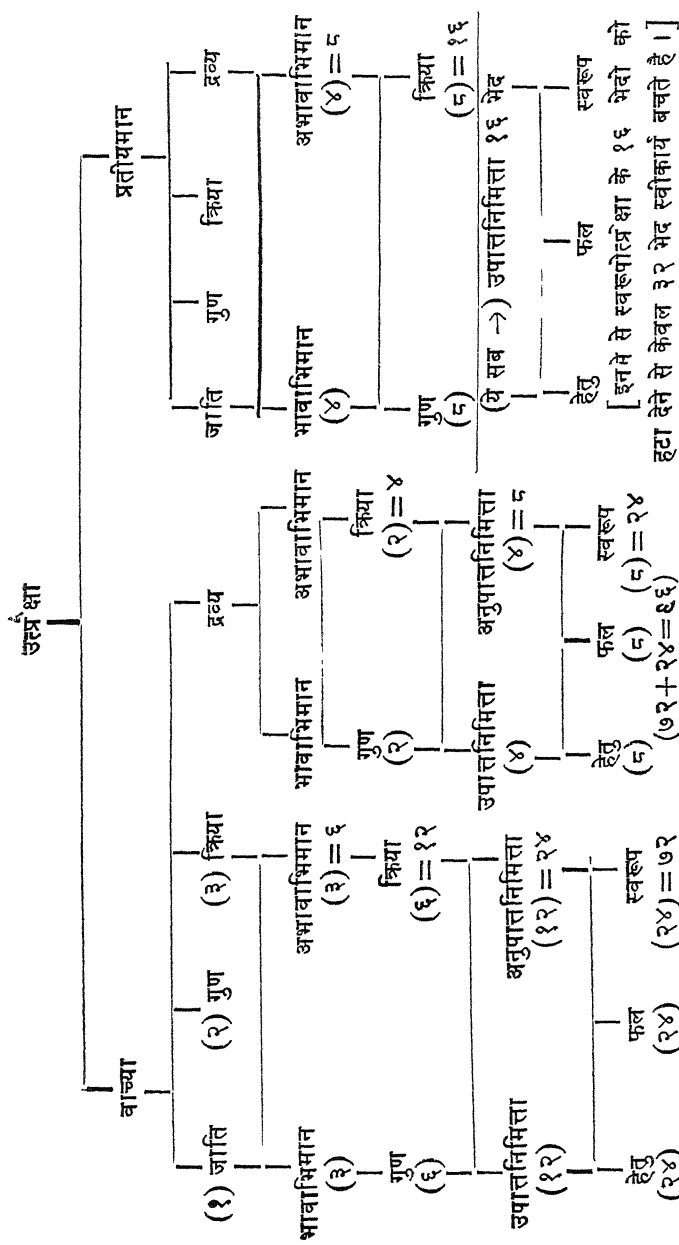 उत्प्रेक्षा
वाच्या प्रतीयमान
(१) जाति (२) गुण (३) क्रिया द्रव्य जाति गुण क्रिया द्रव्य
भावाभिमान अभावाभिमान भावाभिमान अभावाभिमान भावाभिमान अभावाभिमान
(३) (३)=६ (४) (४)=८
गुण क्रिया गुण क्रिया गुण क्रिया
(६) (६)=१२ (२) (२)=४ (८) (८)=१६
उपात्तनिमित्ता अनुपात्तनिमित्ता उपात्तनिमित्ता अनुपात्तनिमित्ता (ये सब →) उपात्तनिमित्ता १६ भेद
(१२) (१२)=२४ (४) (४)=८
हेतु फल स्वरूप हेतु फल स्वरूप हेतु फल स्वरूप
(२४) (२४) (२४)=७२ (८) (८) (८)=२४
(७२+२४=९६)
[इनमे से स्वरूपोत्प्रेक्षा के १६ भेदो को
हटा देने से केवल ३२ भेद स्वीकार्य बचते है ।]